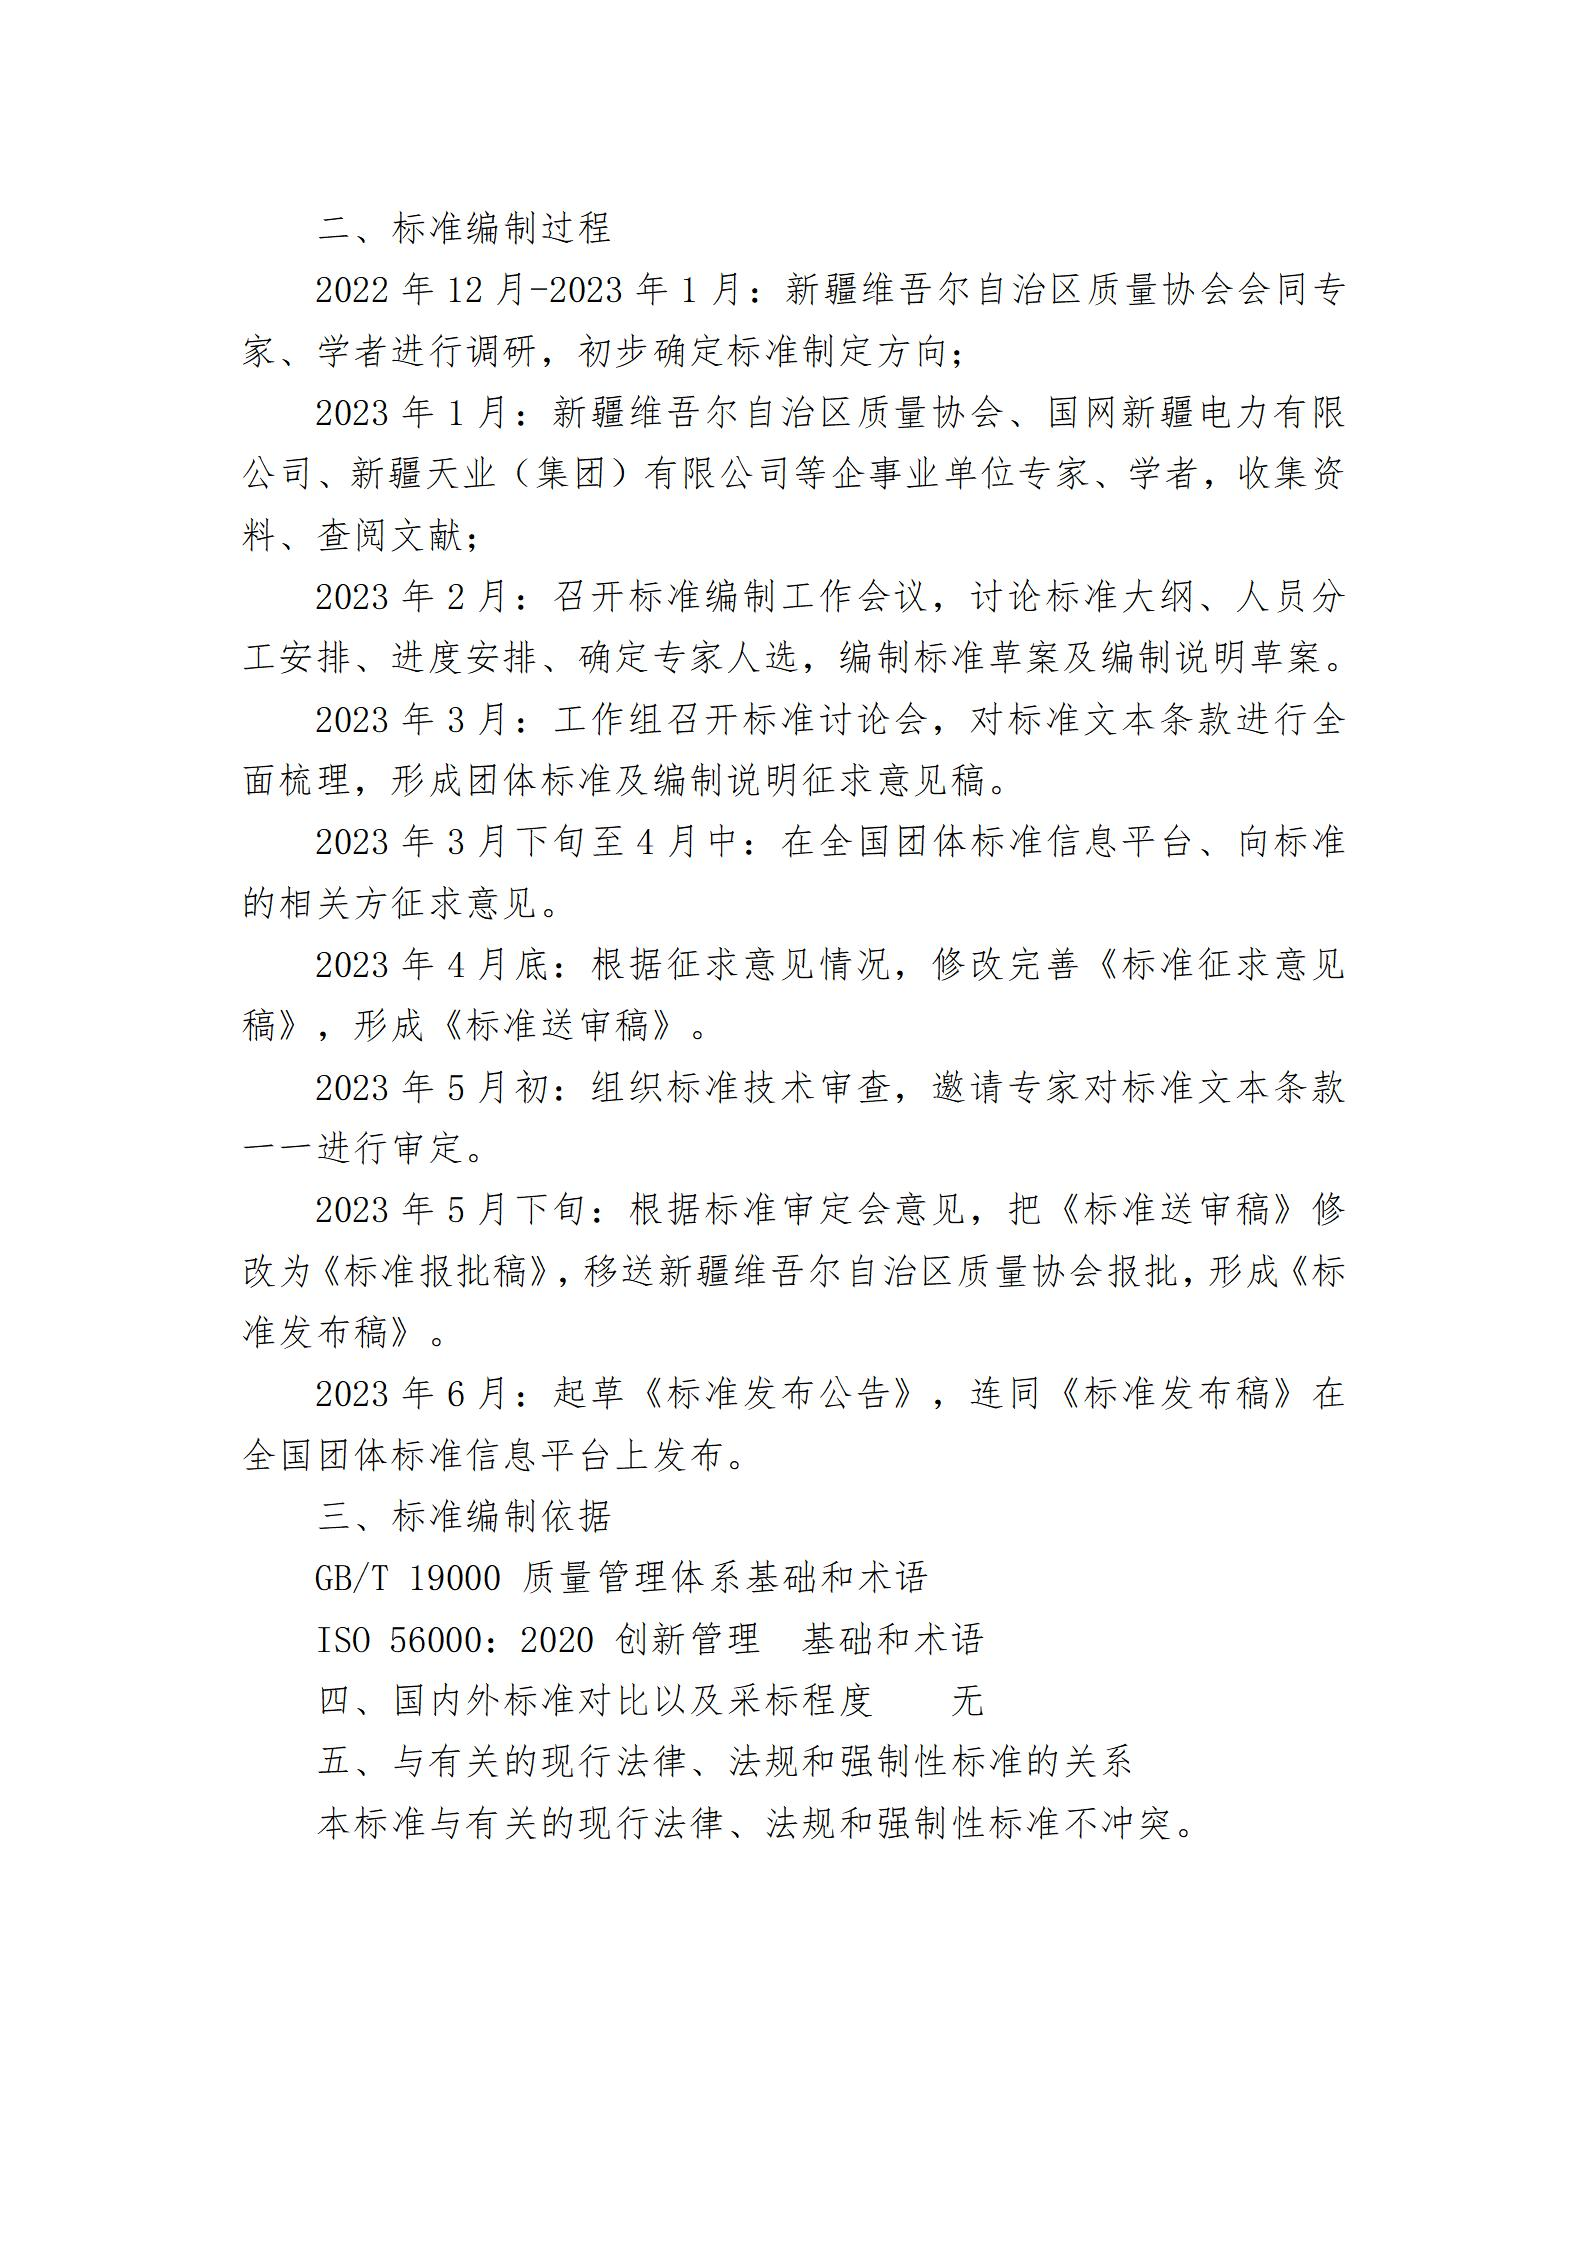 二、标准编制过程
2022 年 12 月-2023 年 1 月：新疆维吾尔自治区质量协会会同专
家、学者进行调研，初步确定标准制定方向；
2023 年 1 月：新疆维吾尔自治区质量协会、国网新疆电力有限
公司、新疆天业（集团）有限公司等企事业单位专家、学者，收集资
料、查阅文献；
2023 年 2 月：召开标准编制工作会议，讨论标准大纲、人员分
工安排、进度安排、确定专家人选，编制标准草案及编制说明草案。
2023 年 3 月：工作组召开标准讨论会，对标准文本条款进行全
面梳理，形成团体标准及编制说明征求意见稿。
2023 年 3 月下旬至 4 月中：在全国团体标准信息平台、向标准
的相关方征求意见。
2023 年 4 月底：根据征求意见情况，修改完善《标准征求意见
稿》，形成《标准送审稿》。
2023 年 5 月初：组织标准技术审查，邀请专家对标准文本条款
一一进行审定。
2023 年 5 月下旬：根据标准审定会意见，把《标准送审稿》修
改为《标准报批稿》，移送新疆维吾尔自治区质量协会报批，形成《标
准发布稿》。
2023 年 6 月：起草《标准发布公告》，连同《标准发布稿》在
全国团体标准信息平台上发布。
三、标准编制依据
GB/T 19000 质量管理体系基础和术语
ISO 56000：2020 创新管理　基础和术语
四、国内外标准对比以及采标程度　　无
五、与有关的现行法律、法规和强制性标准的关系
本标准与有关的现行法律、法规和强制性标准不冲突。